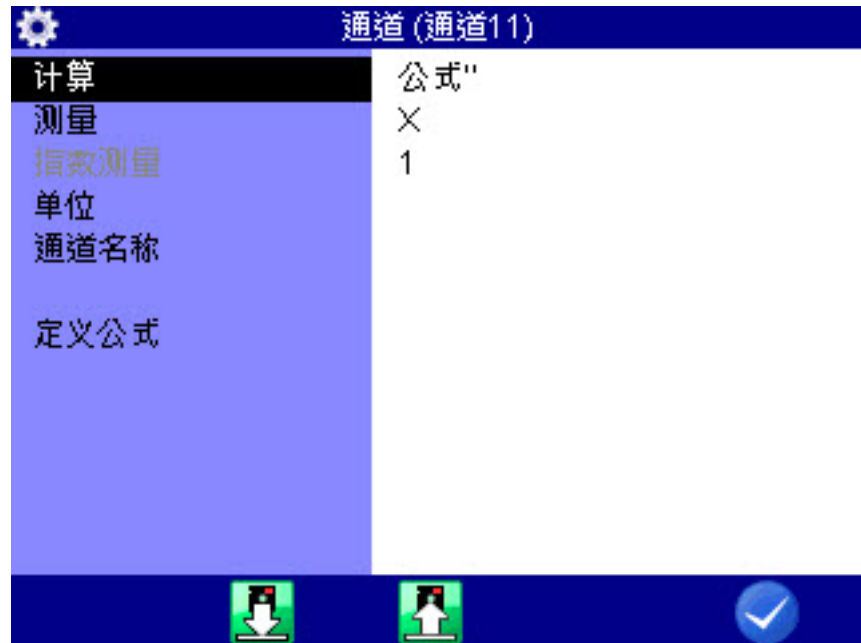 通道 (通道11)
计算 公式"
测量 X
指数测量 1
单位
通道名称
定义公式